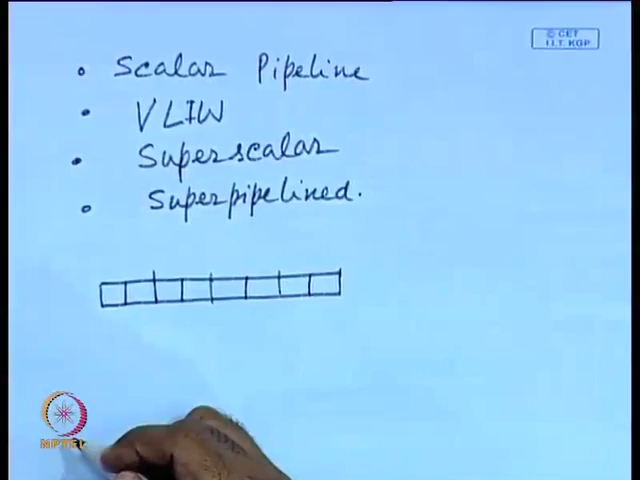 © CET
I.I.T. KGP
• Scalar Pipeline
• VLIW
• Superscalar
• Superpipelined.
NPTEL